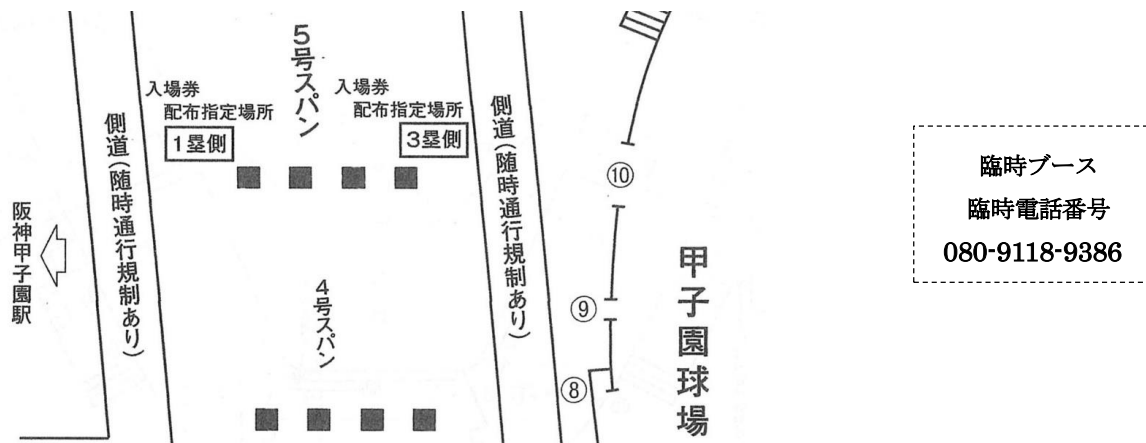 5号スパン
入場券
配布指定場所
1塁側
入場券
配布指定場所
3塁側
側道(随時通行規制あり)
側道(随時通行規制あり)
阪神甲子園駅
4号スパン
⑩
⑨
⑧
甲子園球場
臨時ブース
臨時電話番号
080-9118-9386